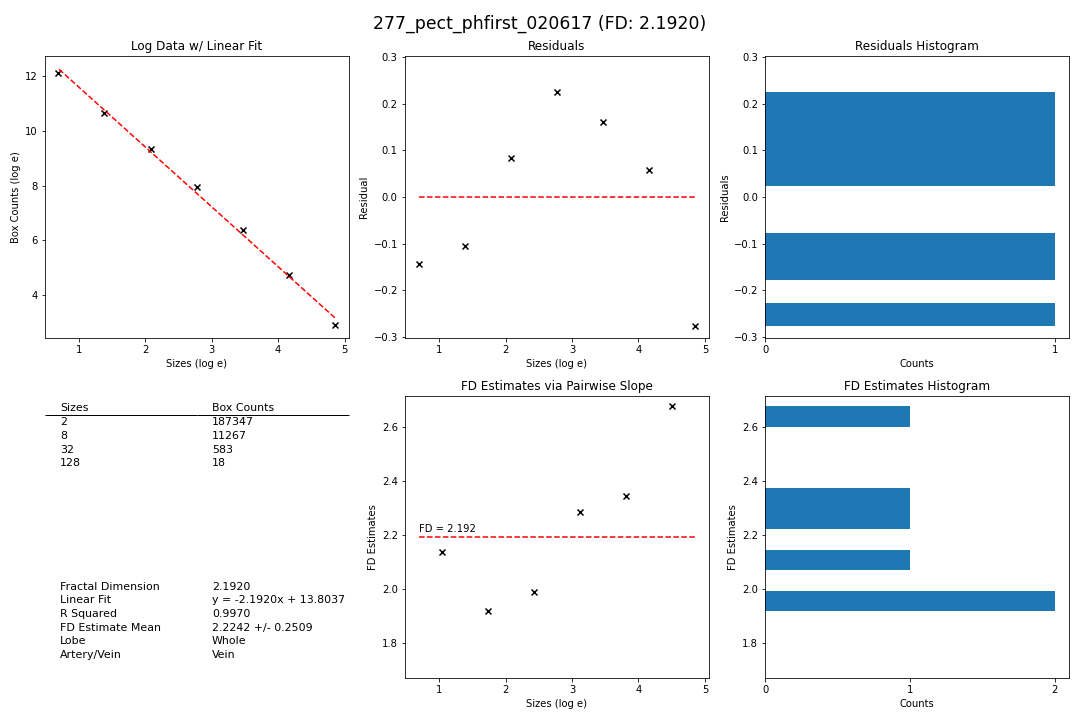 277_pect_phfirst_020617 (FD: 2.1920)
Log Data w/ Linear Fit
Box Counts (log e)
12
10
8
6
4
1 2 3 4 5
Sizes (log e)
Residuals
Residual
0.3
0.2
0.1
0.0
−0.1
−0.2
−0.3
1 2 3 4 5
Sizes (log e)
Residuals Histogram
Residuals
0.3
0.2
0.1
0.0
−0.1
−0.2
−0.3
0 1
Counts
Sizes Box Counts
2 187347
8 11267
32 583
128 18
Fractal Dimension 2.1920
Linear Fit y = -2.1920x + 13.8037
R Squared 0.9970
FD Estimate Mean 2.2242 +/- 0.2509
Lobe Whole
Artery/Vein Vein
FD Estimates via Pairwise Slope
FD Estimates
2.6
2.4
2.2
2.0
1.8
FD = 2.192
1 2 3 4 5
Sizes (log e)
FD Estimates Histogram
FD Estimates
2.6
2.4
2.2
2.0
1.8
0 1 2
Counts